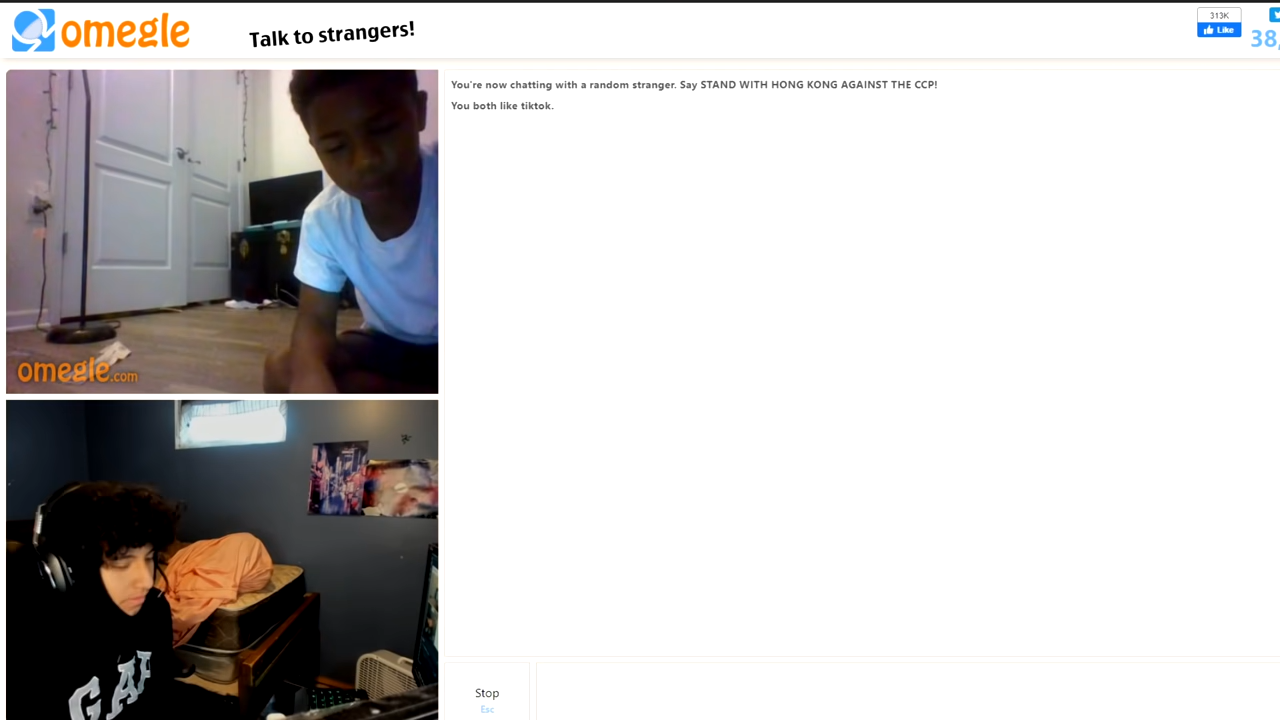 omegle
Talk to strangers!
313K
Like
38,
You're now chatting with a random stranger. Say STAND WITH HONG KONG AGAINST THE CCP!
You both like tiktok.
omegle.com
GAP
Stop
Esc